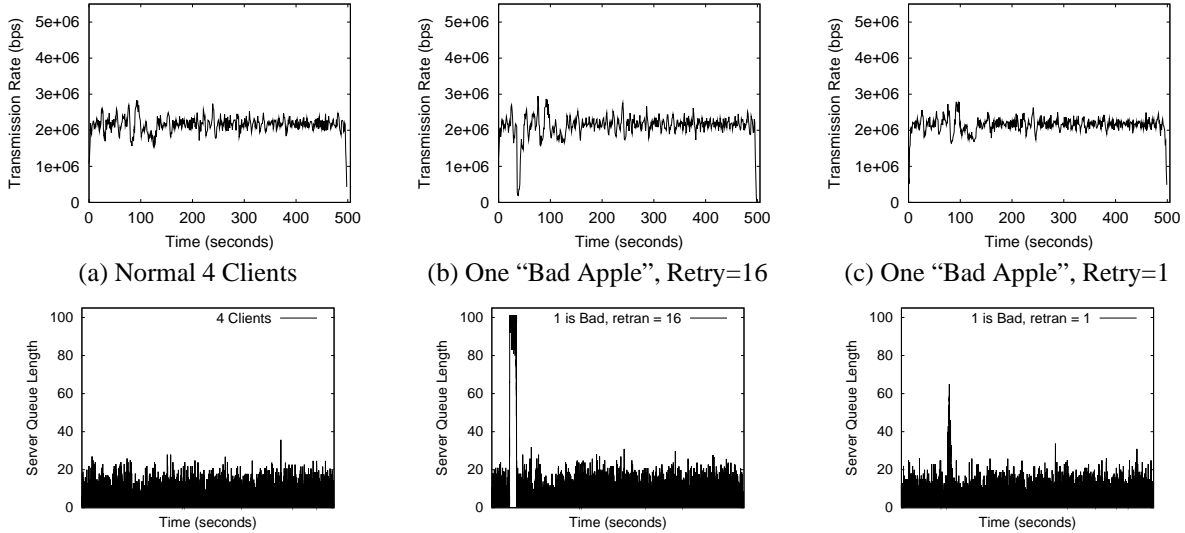 5e+06
4e+06
3e+06
2e+06
1e+06
0
Transmission Rate (bps)
0 100 200 300 400 500
Time (seconds)
(a) Normal 4 Clients
5e+06
4e+06
3e+06
2e+06
1e+06
0
Transmission Rate (bps)
0 100 200 300 400 500
Time (seconds)
(b) One “Bad Apple”, Retry=16
5e+06
4e+06
3e+06
2e+06
1e+06
0
Transmission Rate (bps)
0 100 200 300 400 500
Time (seconds)
(c) One “Bad Apple”, Retry=1
100
80
60
40
20
0
Server Queue Length
4 Clients
Time (seconds)
100
80
60
40
20
0
Server Queue Length
1 is Bad, retran = 16
Time (seconds)
100
80
60
40
20
0
Server Queue Length
1 is Bad, retran = 1
Time (seconds)